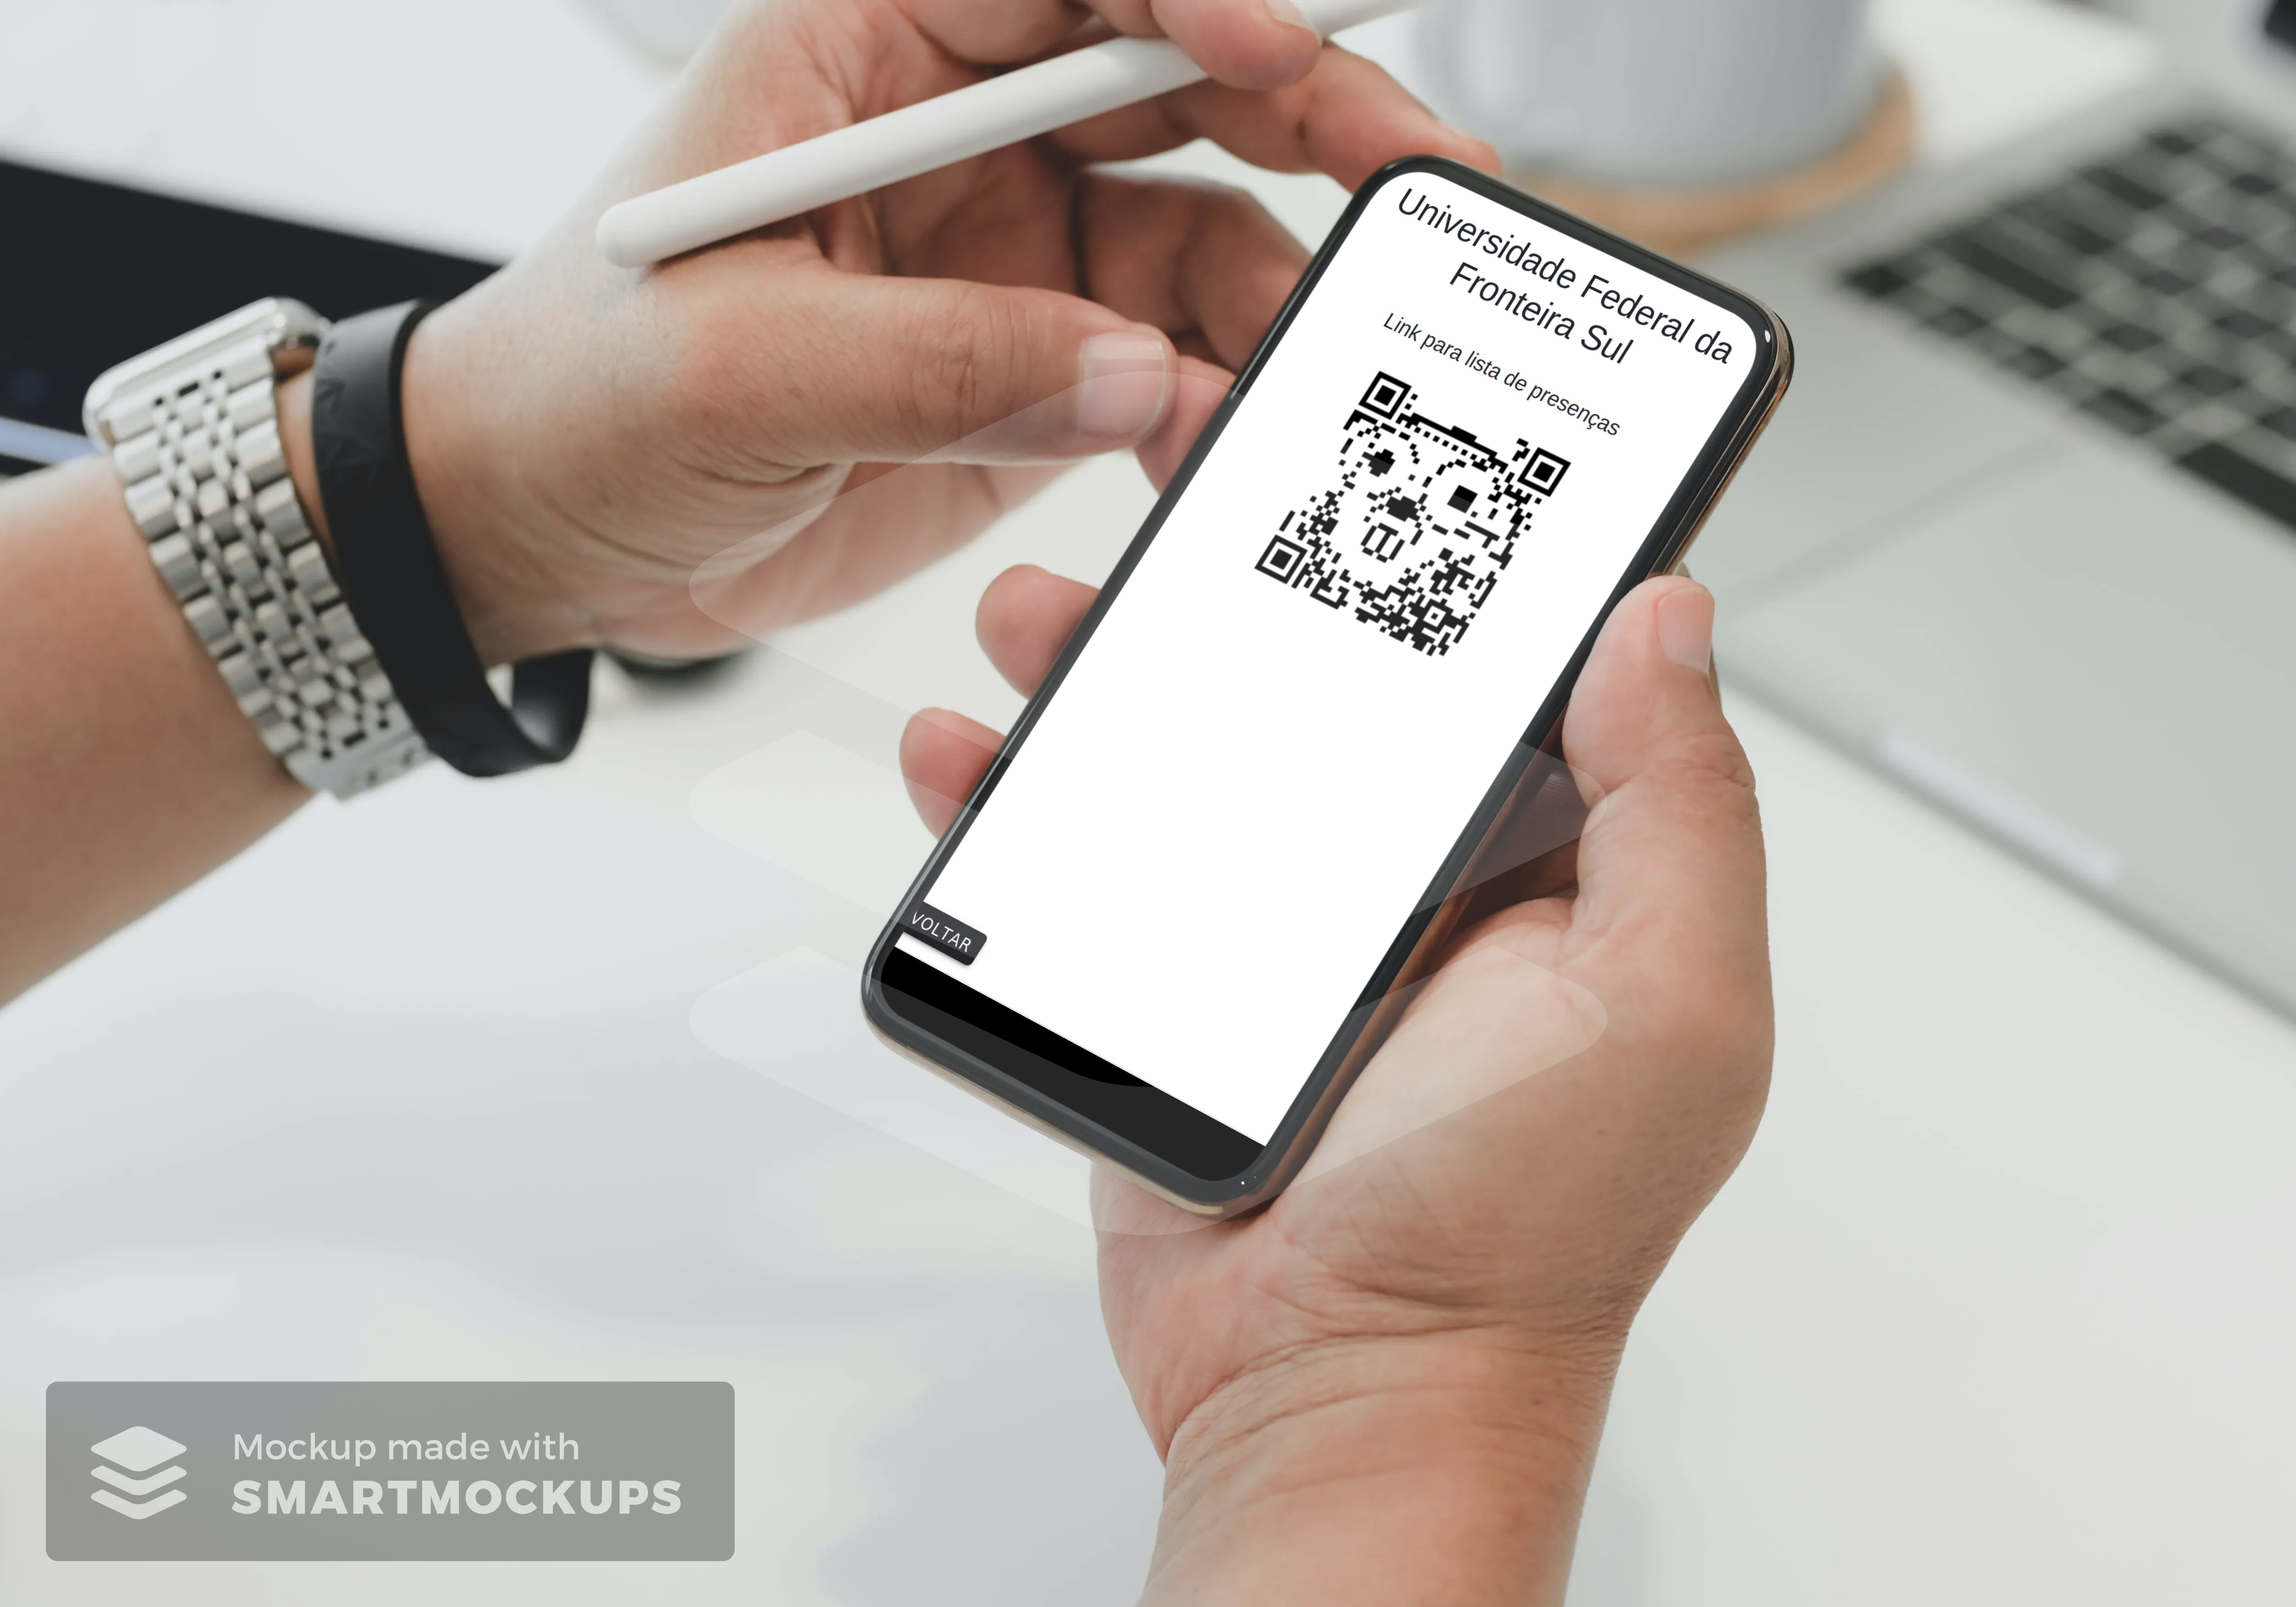 Universidade Federal da
Fronteira Sul
Link para lista de presenças
VOLTAR
Mockup made with
SMARTMOCKUPS